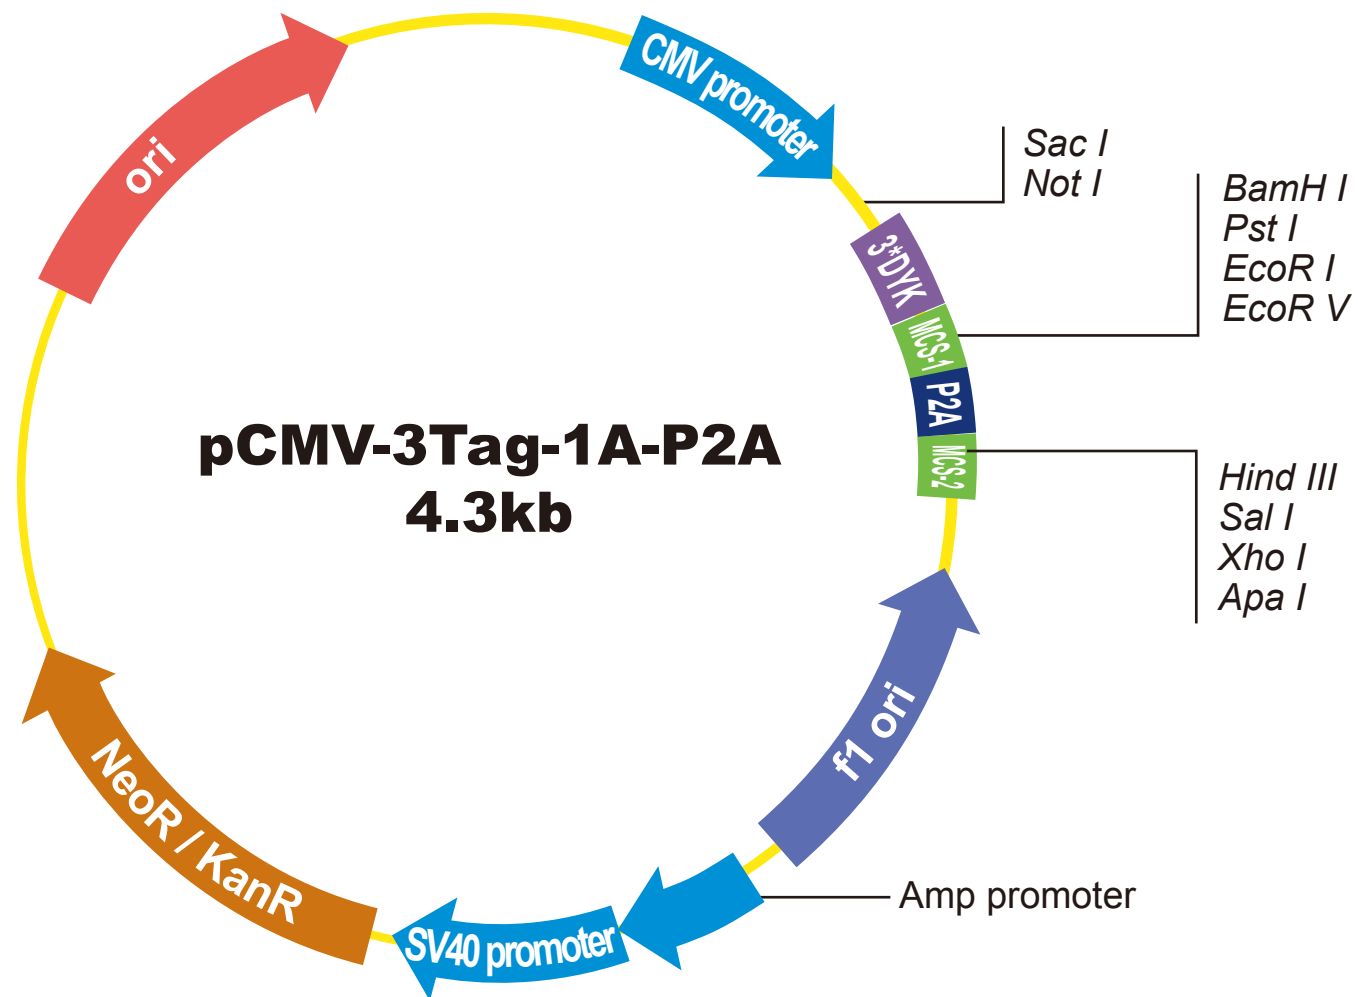 ori
CMV promoter
Sac I
Not I
3*DYK
MCS-1
P2A
MCS-2
BamH I
Pst I
EcoR I
EcoR V
pCMV-3Tag-1A-P2A
4.3kb
Hind III
Sal I
Xho I
Apa I
f1 ori
Amp promoter
SV40 promoter
NeoR / KanR